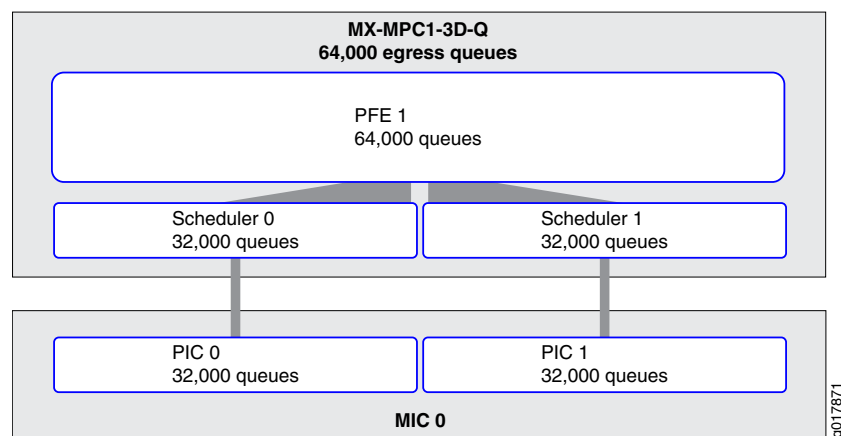 MX-MPC1-3D-Q
64,000 egress queues
PFE 1
64,000 queues
Scheduler 0
32,000 queues
Scheduler 1
32,000 queues
PIC 0
32,000 queues
PIC 1
32,000 queues
MIC 0
g017871